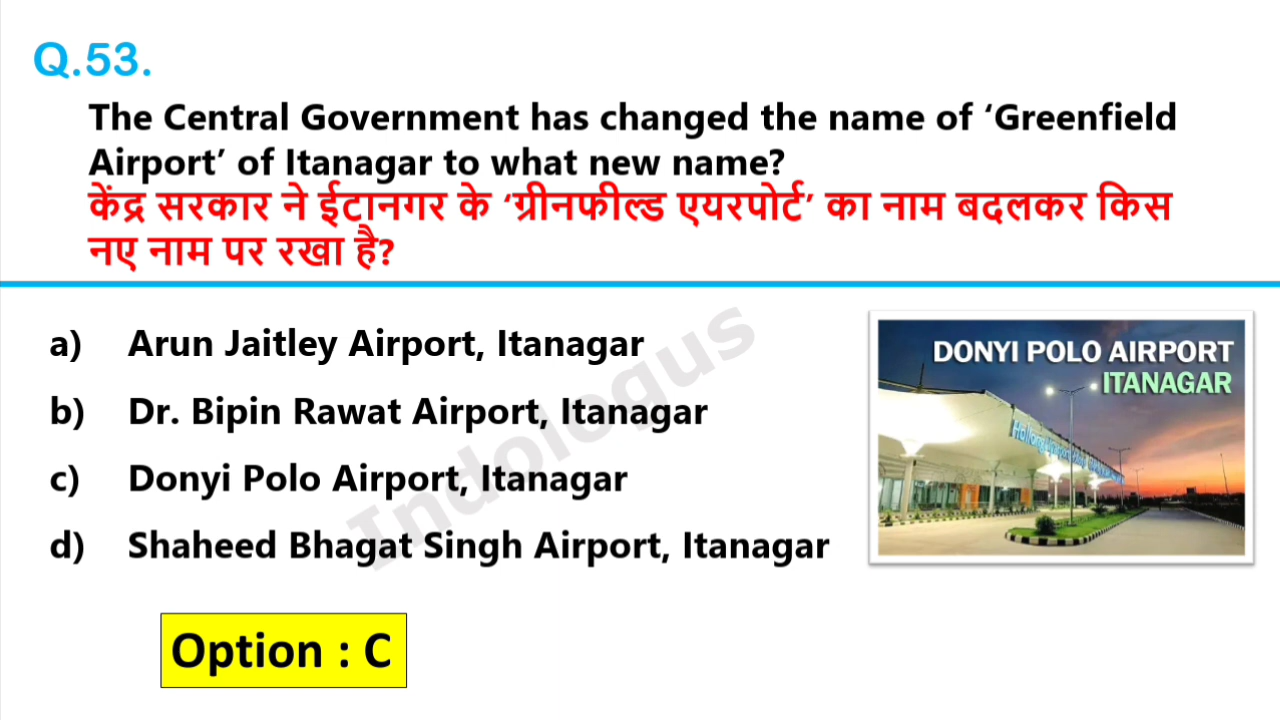 Q.53.
The Central Government has changed the name of ‘Greenfield
Airport’ of Itanagar to what new name?
केंद्र सरकार ने ईटानगर के ‘ग्रीनफील्ड एयरपोर्ट’ का नाम बदलकर किस
नए नाम पर रखा है?
a) Arun Jaitley Airport, Itanagar
b) Dr. Bipin Rawat Airport, Itanagar
c) Donyi Polo Airport, Itanagar
d) Shaheed Bhagat Singh Airport, Itanagar
Indologus
DONYI POLO AIRPORT
ITANAGAR
Option : C